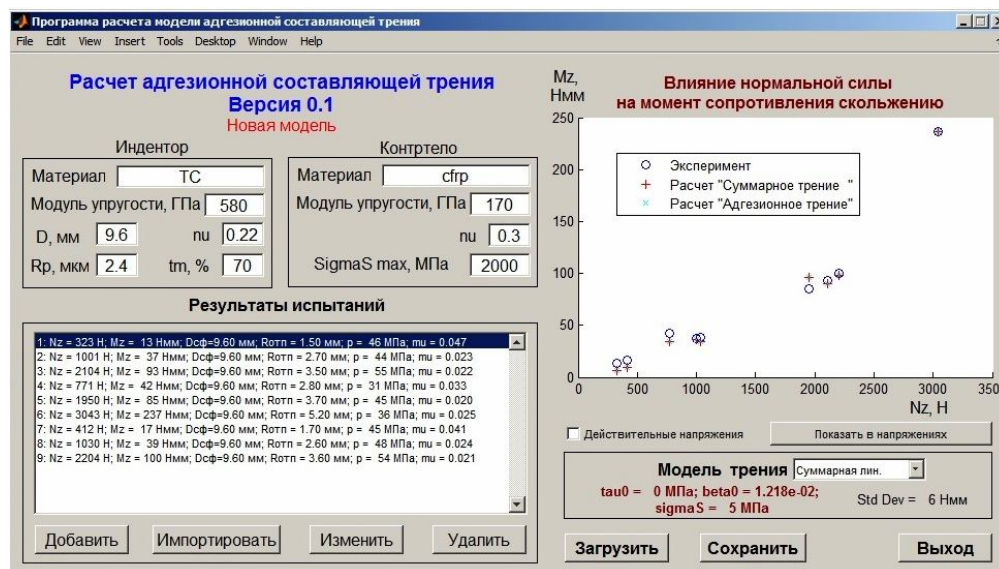 Программа расчета модели адгезионной составляющей трения
File Edit View Insert Tools Desktop Window Help
Расчет адгезионной составляющей трения
Версия 0.1
Новая модель
Индентор
Материал TC
Модуль упругости, ГПа 580
D, мм 9.6 nu 0.22
Rp, мкм 2.4 tm, % 70
Контртело
Материал cfrp
Модуль упругости, ГПа 170
nu 0.3
SigmaS max, МПа 2000
Результаты испытаний
1: Nz = 323 Н; Mz = 13 Нмм; Dсф=9.60 мм; Rотп = 1.50 мм; p = 46 МПа; mu = 0.047
2: Nz = 1001 Н; Mz = 37 Нмм; Dсф=9.60 мм; Rотп = 2.70 мм; p = 44 МПа; mu = 0.023
3: Nz = 2104 Н; Mz = 93 Нмм; Dсф=9.60 мм; Rотп = 3.50 мм; p = 55 МПа; mu = 0.022
4: Nz = 771 Н; Mz = 42 Нмм; Dсф=9.60 мм; Rотп = 2.80 мм; p = 31 МПа; mu = 0.033
5: Nz = 1950 Н; Mz = 85 Нмм; Dсф=9.60 мм; Rотп = 3.70 мм; p = 45 МПа; mu = 0.020
6: Nz = 3043 Н; Mz = 237 Нмм; Dсф=9.60 мм; Rотп = 5.20 мм; p = 36 МПа; mu = 0.025
7: Nz = 412 Н; Mz = 17 Нмм; Dсф=9.60 мм; Rотп = 1.70 мм; p = 45 МПа; mu = 0.041
8: Nz = 1030 Н; Mz = 39 Нмм; Dсф=9.60 мм; Rотп = 2.60 мм; p = 48 МПа; mu = 0.024
9: Nz = 2204 Н; Mz = 100 Нмм; Dсф=9.60 мм; Rотп = 3.60 мм; p = 54 МПа; mu = 0.021
Добавить Импортировать Изменить Удалить
Mz,
Нмм
Влияние нормальной силы
на момент сопротивления скольжению
250
200
150
100
50
0
Эксперимент
Расчет "Суммарное трение "
Расчет "Адгезионное трение"
0 500 1000 1500 2000 2500 3000 350
Nz, Н
Действительные напряжения Показать в напряжениях
Модель трения Суммарная лин.
tau0 = 0 МПа; beta0 = 1.218e-02;
sigmaS = 5 МПа
Std Dev = 6 Нмм
Загрузить Сохранить Выход